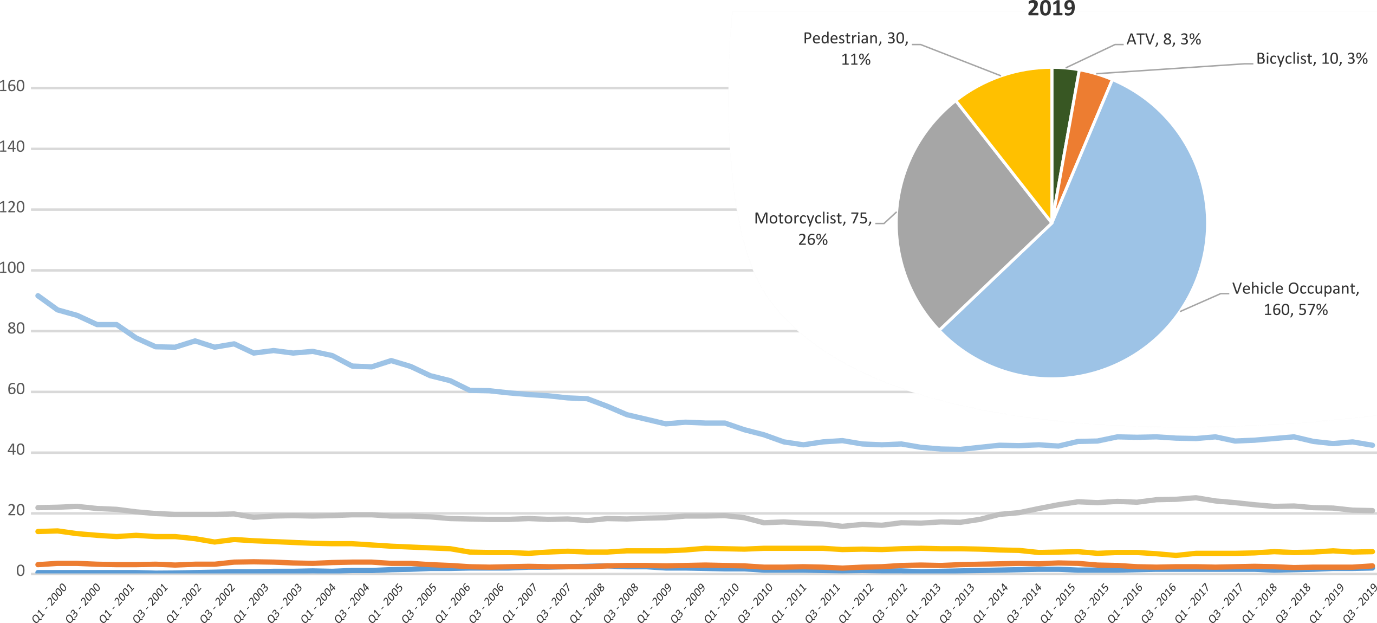 2019
Pedestrian, 30,
11%
ATV, 8, 3%
Bicyclist, 10, 3%
Motorcyclist, 75,
26%
Vehicle Occupant,
160, 57%
160
140
120
100
80
60
40
20
0
Q1 - 2000
Q3 - 2000
Q1 - 2001
Q3 - 2001
Q1 - 2002
Q3 - 2002
Q1 - 2003
Q3 - 2003
Q1 - 2004
Q3 - 2004
Q1 - 2005
Q3 - 2005
Q1 - 2006
Q3 - 2006
Q1 - 2007
Q3 - 2007
Q1 - 2008
Q3 - 2008
Q1 - 2009
Q3 - 2009
Q1 - 2010
Q3 - 2010
Q1 - 2011
Q3 - 2011
Q1 - 2012
Q3 - 2012
Q1 - 2013
Q3 - 2013
Q1 - 2014
Q3 - 2014
Q1 - 2015
Q3 - 2015
Q1 - 2016
Q3 - 2016
Q1 - 2017
Q3 - 2017
Q1 - 2018
Q3 - 2018
Q1 - 2019
Q3 - 2019